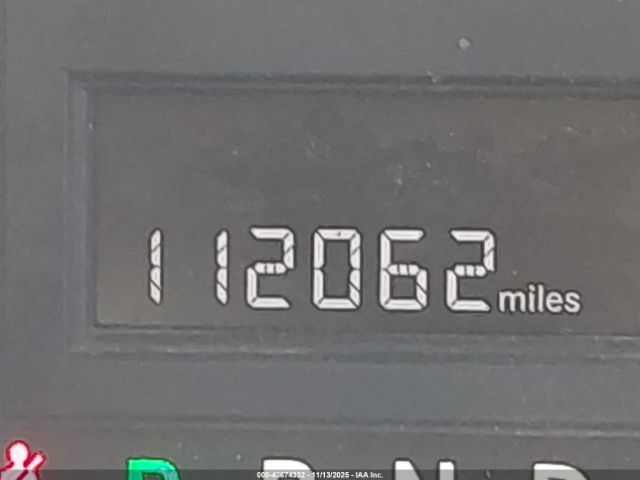 112062 miles
P R N D
000-43674332 - 11/13/2025 - IAA Inc.